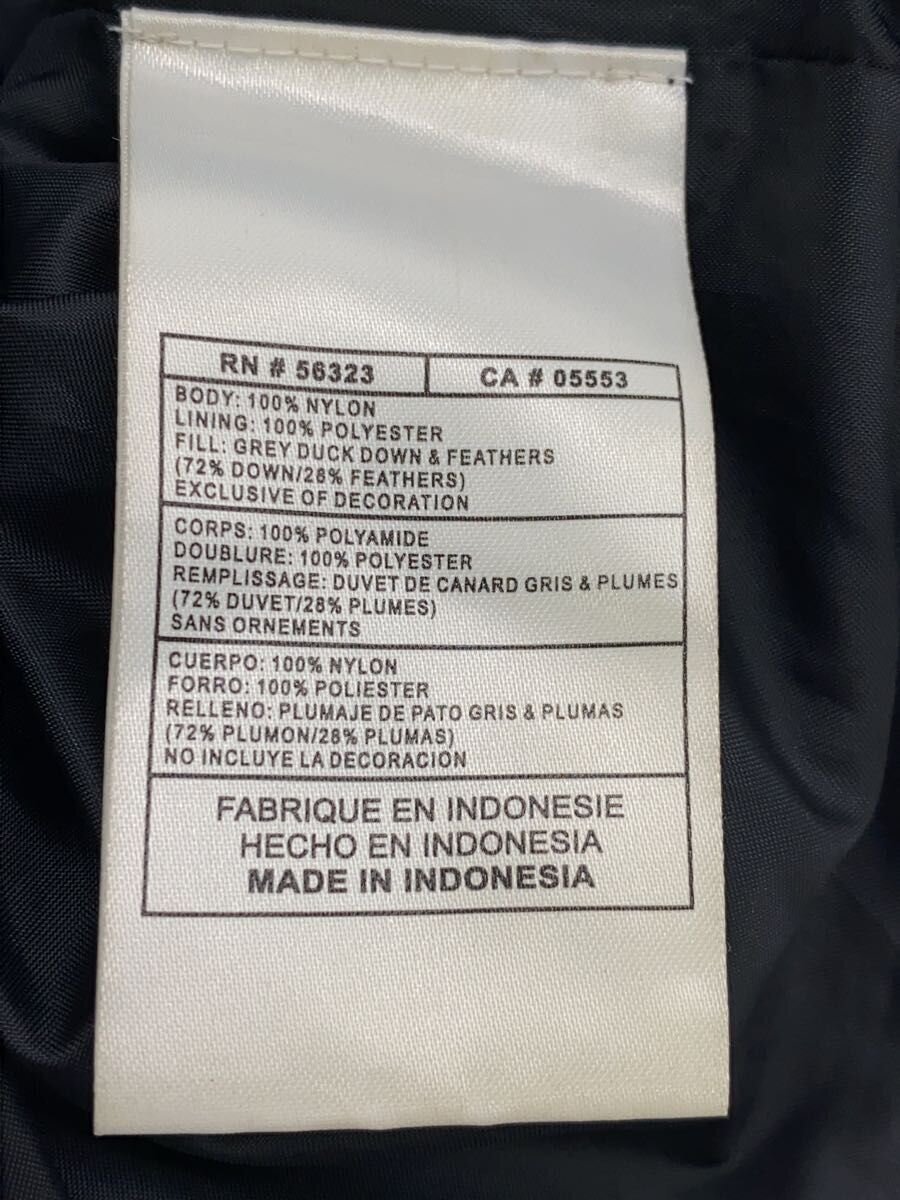 RN # 56323
CA # 05553
BODY: 100% NYLON
LINING: 100% POLYESTER
FILL: GREY DUCK DOWN & FEATHERS
(72% DOWN/28% FEATHERS)
EXCLUSIVE OF DECORATION
CORPS: 100% POLYAMIDE
DOUBLURE: 100% POLYESTER
REMPLISSAGE: DUVET DE CANARD GRIS & PLUMES
(72% DUVET/28% PLUMES)
SANS ORNEMENTS
CUERPO: 100% NYLON
FORRO: 100% POLIESTER
RELLENO: PLUMAJE DE PATO GRIS & PLUMAS
(72% PLUMON/28% PLUMAS)
NO INCLUYE LA DECORACION
FABRIQUE EN INDONESIE
HECHO EN INDONESIA
MADE IN INDONESIA